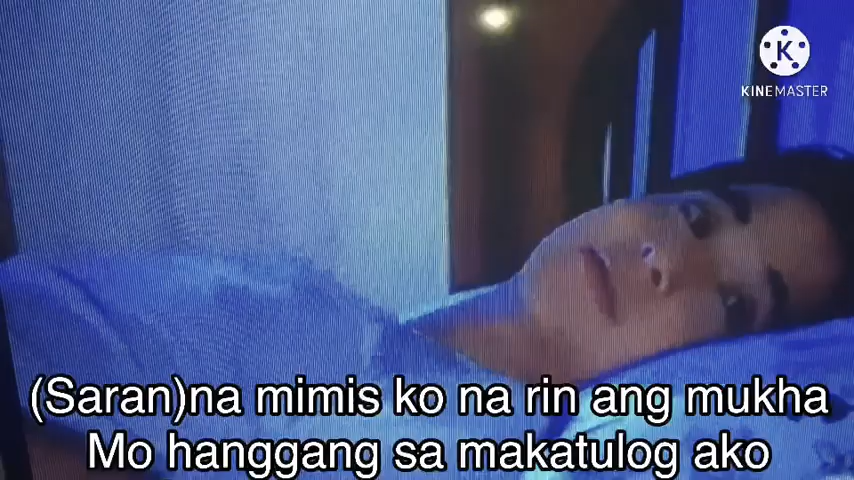 KINEMASTER
(Saran)na mimis ko na rin ang mukha
Mo hanggang sa makatulog ako